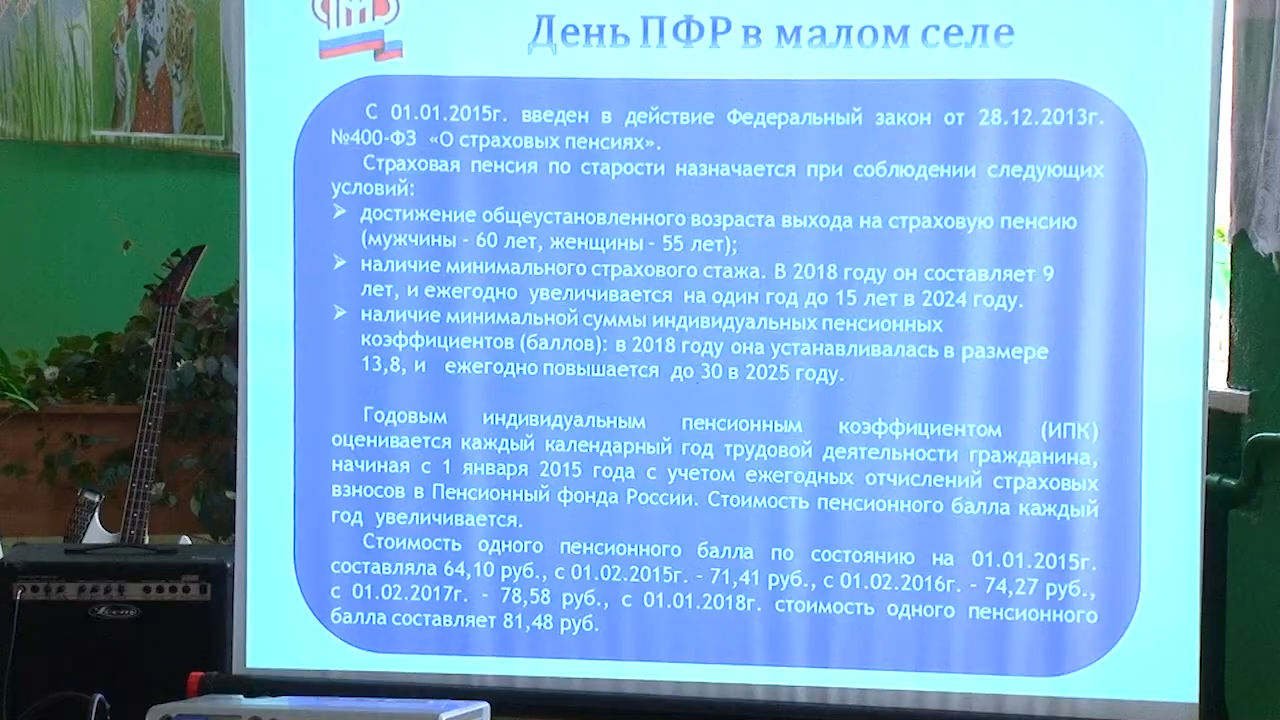 День ПФР в малом селе
С 01.01.2015г. введен в действие Федеральный закон от 28.12.2013г.
№400-ФЗ «О страховых пенсиях».
Страховая пенсия по старости назначается при соблюдении следующих
условий:
➢ достижение общеустановленного возраста выхода на страховую пенсию
(мужчины - 60 лет, женщины - 55 лет);
➢ наличие минимального страхового стажа. В 2018 году он составляет 9
лет, и ежегодно увеличивается на один год до 15 лет в 2024 году.
➢ наличие минимальной суммы индивидуальных пенсионных
коэффициентов (баллов): в 2018 году она устанавливалась в размере
13,8, и ежегодно повышается до 30 в 2025 году.
Годовым индивидуальным пенсионным коэффициентом (ИПК)
оценивается каждый календарный год трудовой деятельности гражданина,
начиная с 1 января 2015 года с учетом ежегодных отчислений страховых
взносов в Пенсионный фонда России. Стоимость пенсионного балла каждый
год увеличивается.
Стоимость одного пенсионного балла по состоянию на 01.01.2015г.
составляла 64,10 руб., с 01.02.2015г. - 71,41 руб., с 01.02.2016г. - 74,27 руб.,
с 01.02.2017г. - 78,58 руб., с 01.01.2018г. стоимость одного пенсионного
балла составляет 81,48 руб.